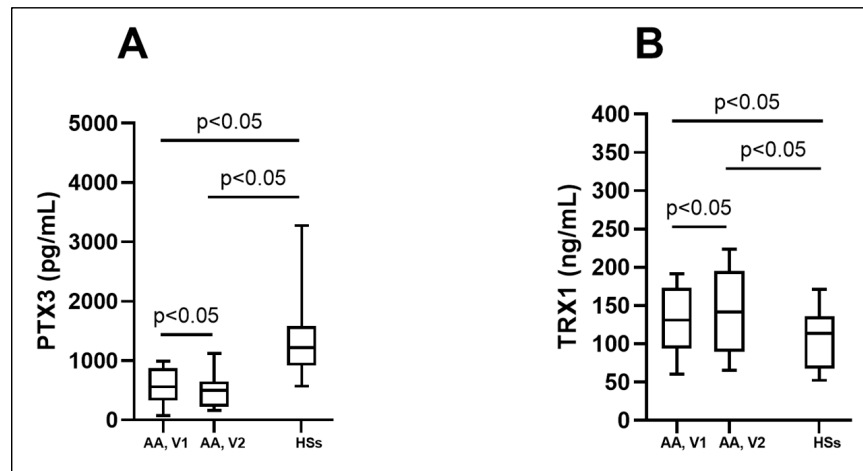 A
5000
4000
3000
2000
1000
0
PTX3 (pg/mL)
p<0.05
p<0.05
p<0.05
AA, V1
AA, V2
HSs
B
400
350
300
250
200
150
100
50
0
TRX1 (ng/mL)
p<0.05
p<0.05
p<0.05
AA, V1
AA, V2
HSs